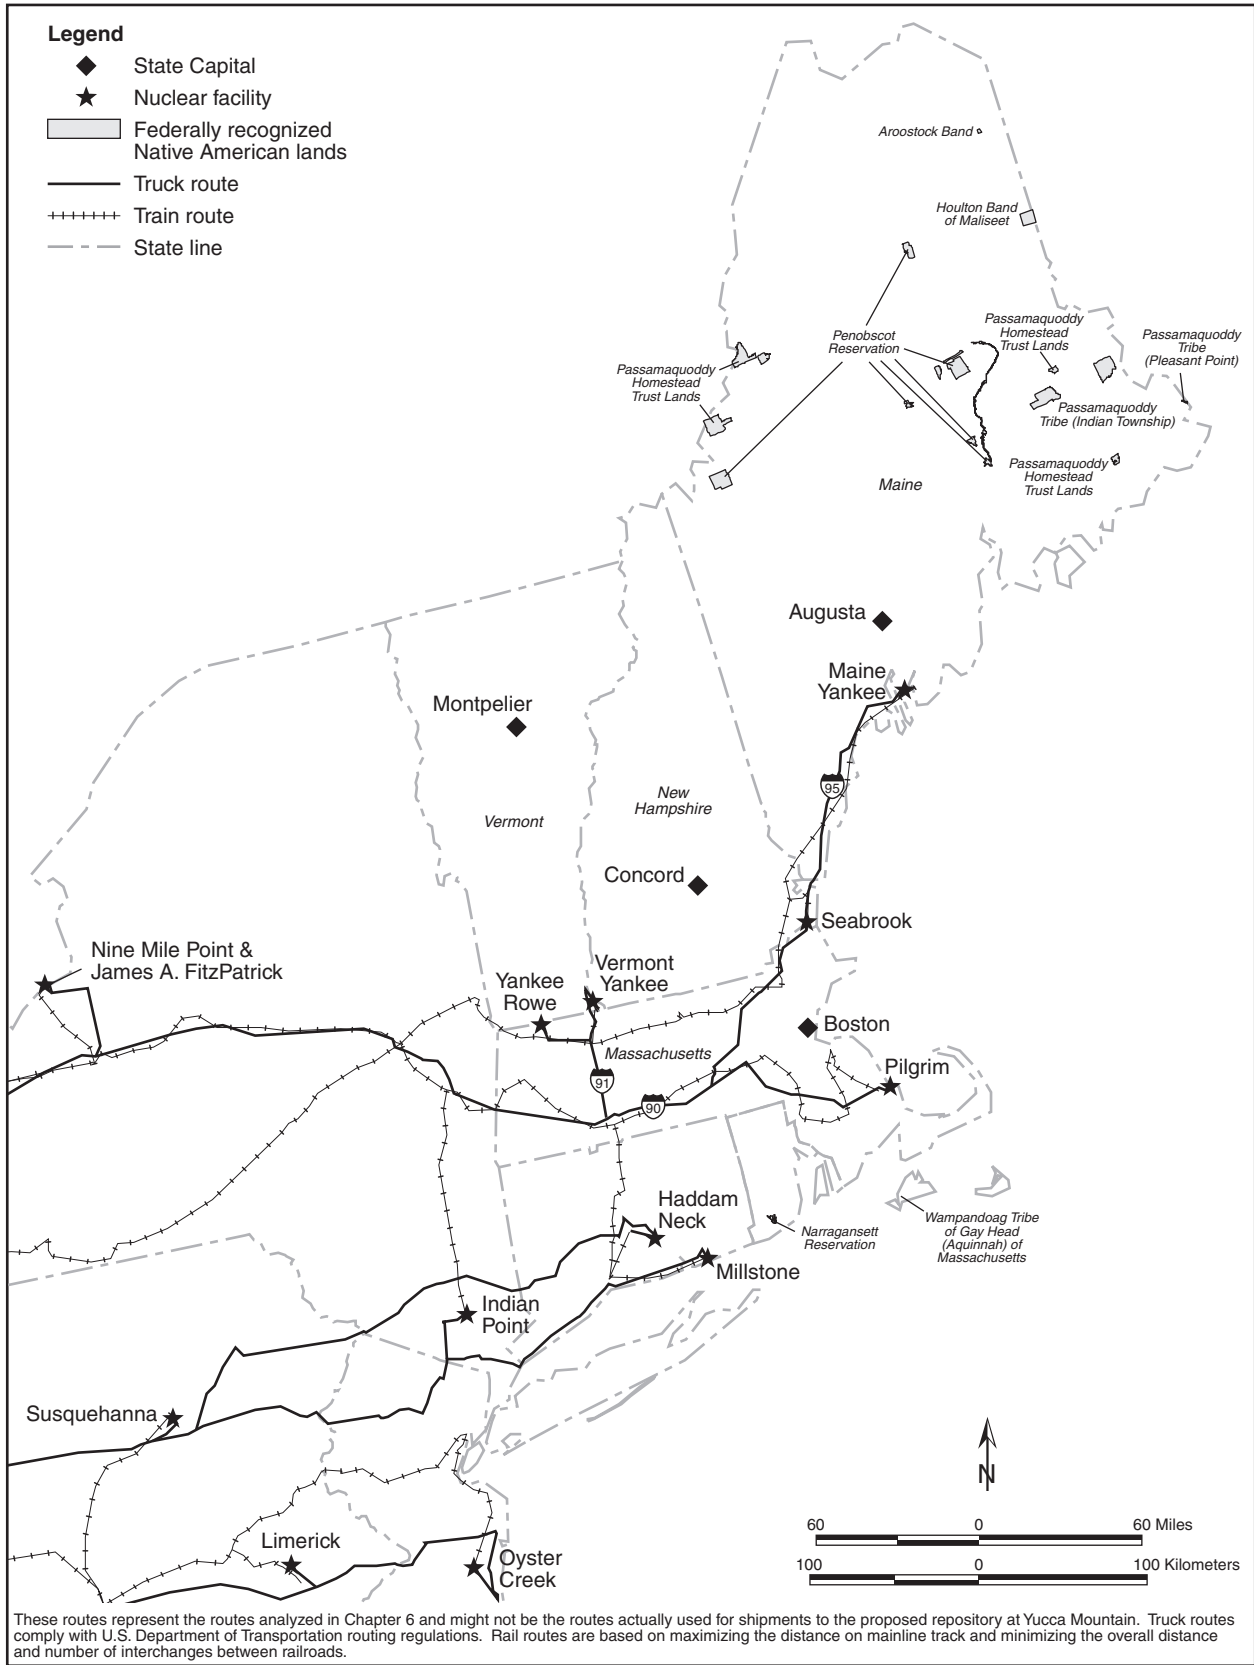 Legend
State Capital
Nuclear facility
Federally recognized
Native American lands
Truck route
Train route
State line
Aroostock Band
Houlton Band
of Maliseet
Penobscot
Reservation
Passamaquoddy
Homestead
Trust Lands
Passamaquoddy
Tribe
(Pleasant Point)
Passamaquoddy
Homestead
Trust Lands
Passamaquoddy
Tribe (Indian Township)
Passamaquoddy
Homestead
Trust Lands
Maine
Augusta
Maine
Yankee
Montpelier
95
New
Hampshire
Vermont
Concord
Seabrook
Nine Mile Point &
James A. FitzPatrick
Yankee
Rowe
Vermont
Yankee
Boston
Massachusetts
Pilgrim
91
90
Haddam
Neck
Narragansett
Reservation
Wampandoag Tribe
of Gay Head
(Aquinnah) of
Massachusetts
Millstone
Indian
Point
Susquehanna
N
60 0 60 Miles
100 0 100 Kilometers
Limerick
Oyster
Creek
These routes represent the routes analyzed in Chapter 6 and might not be the routes actually used for shipments to the proposed repository at Yucca Mountain. Truck routes
comply with U.S. Department of Transportation routing regulations. Rail routes are based on maximizing the distance on mainline track and minimizing the overall distance
and number of interchanges between railroads.